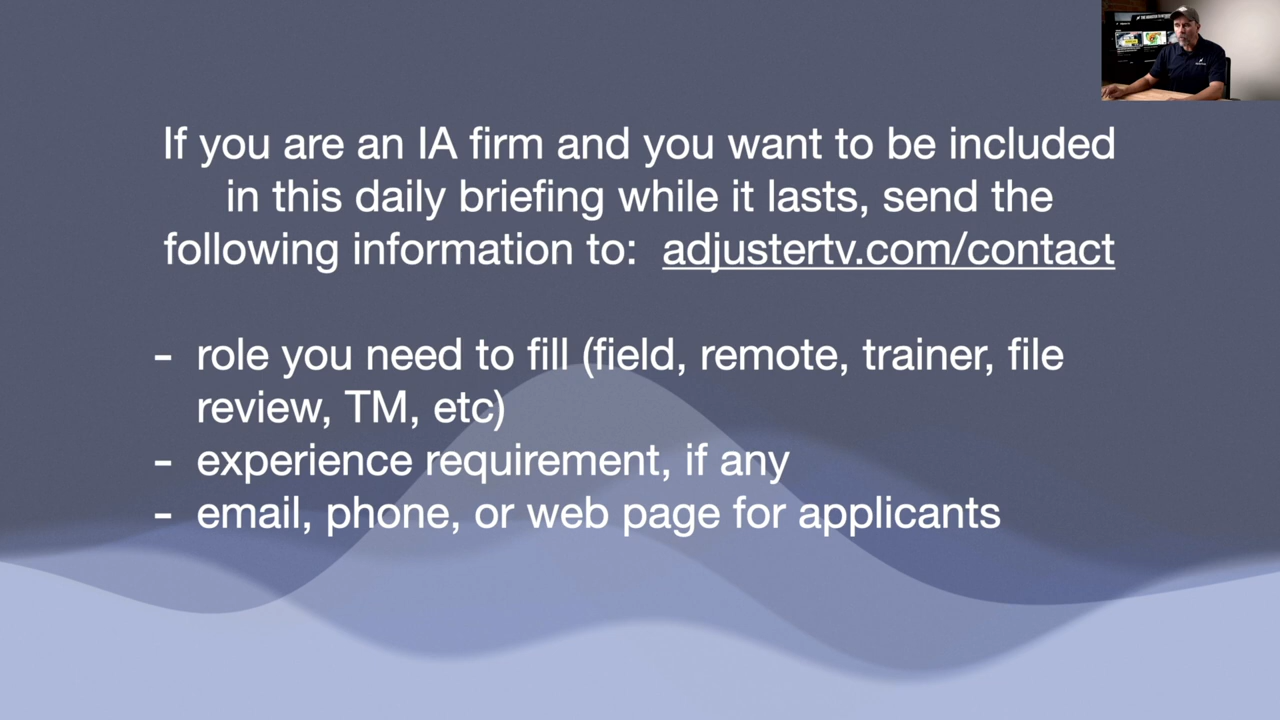 If you are an IA firm and you want to be included
in this daily briefing while it lasts, send the
following information to: adjustertv.com/contact
- role you need to fill (field, remote, trainer, file
review, TM, etc)
- experience requirement, if any
- email, phone, or web page for applicants